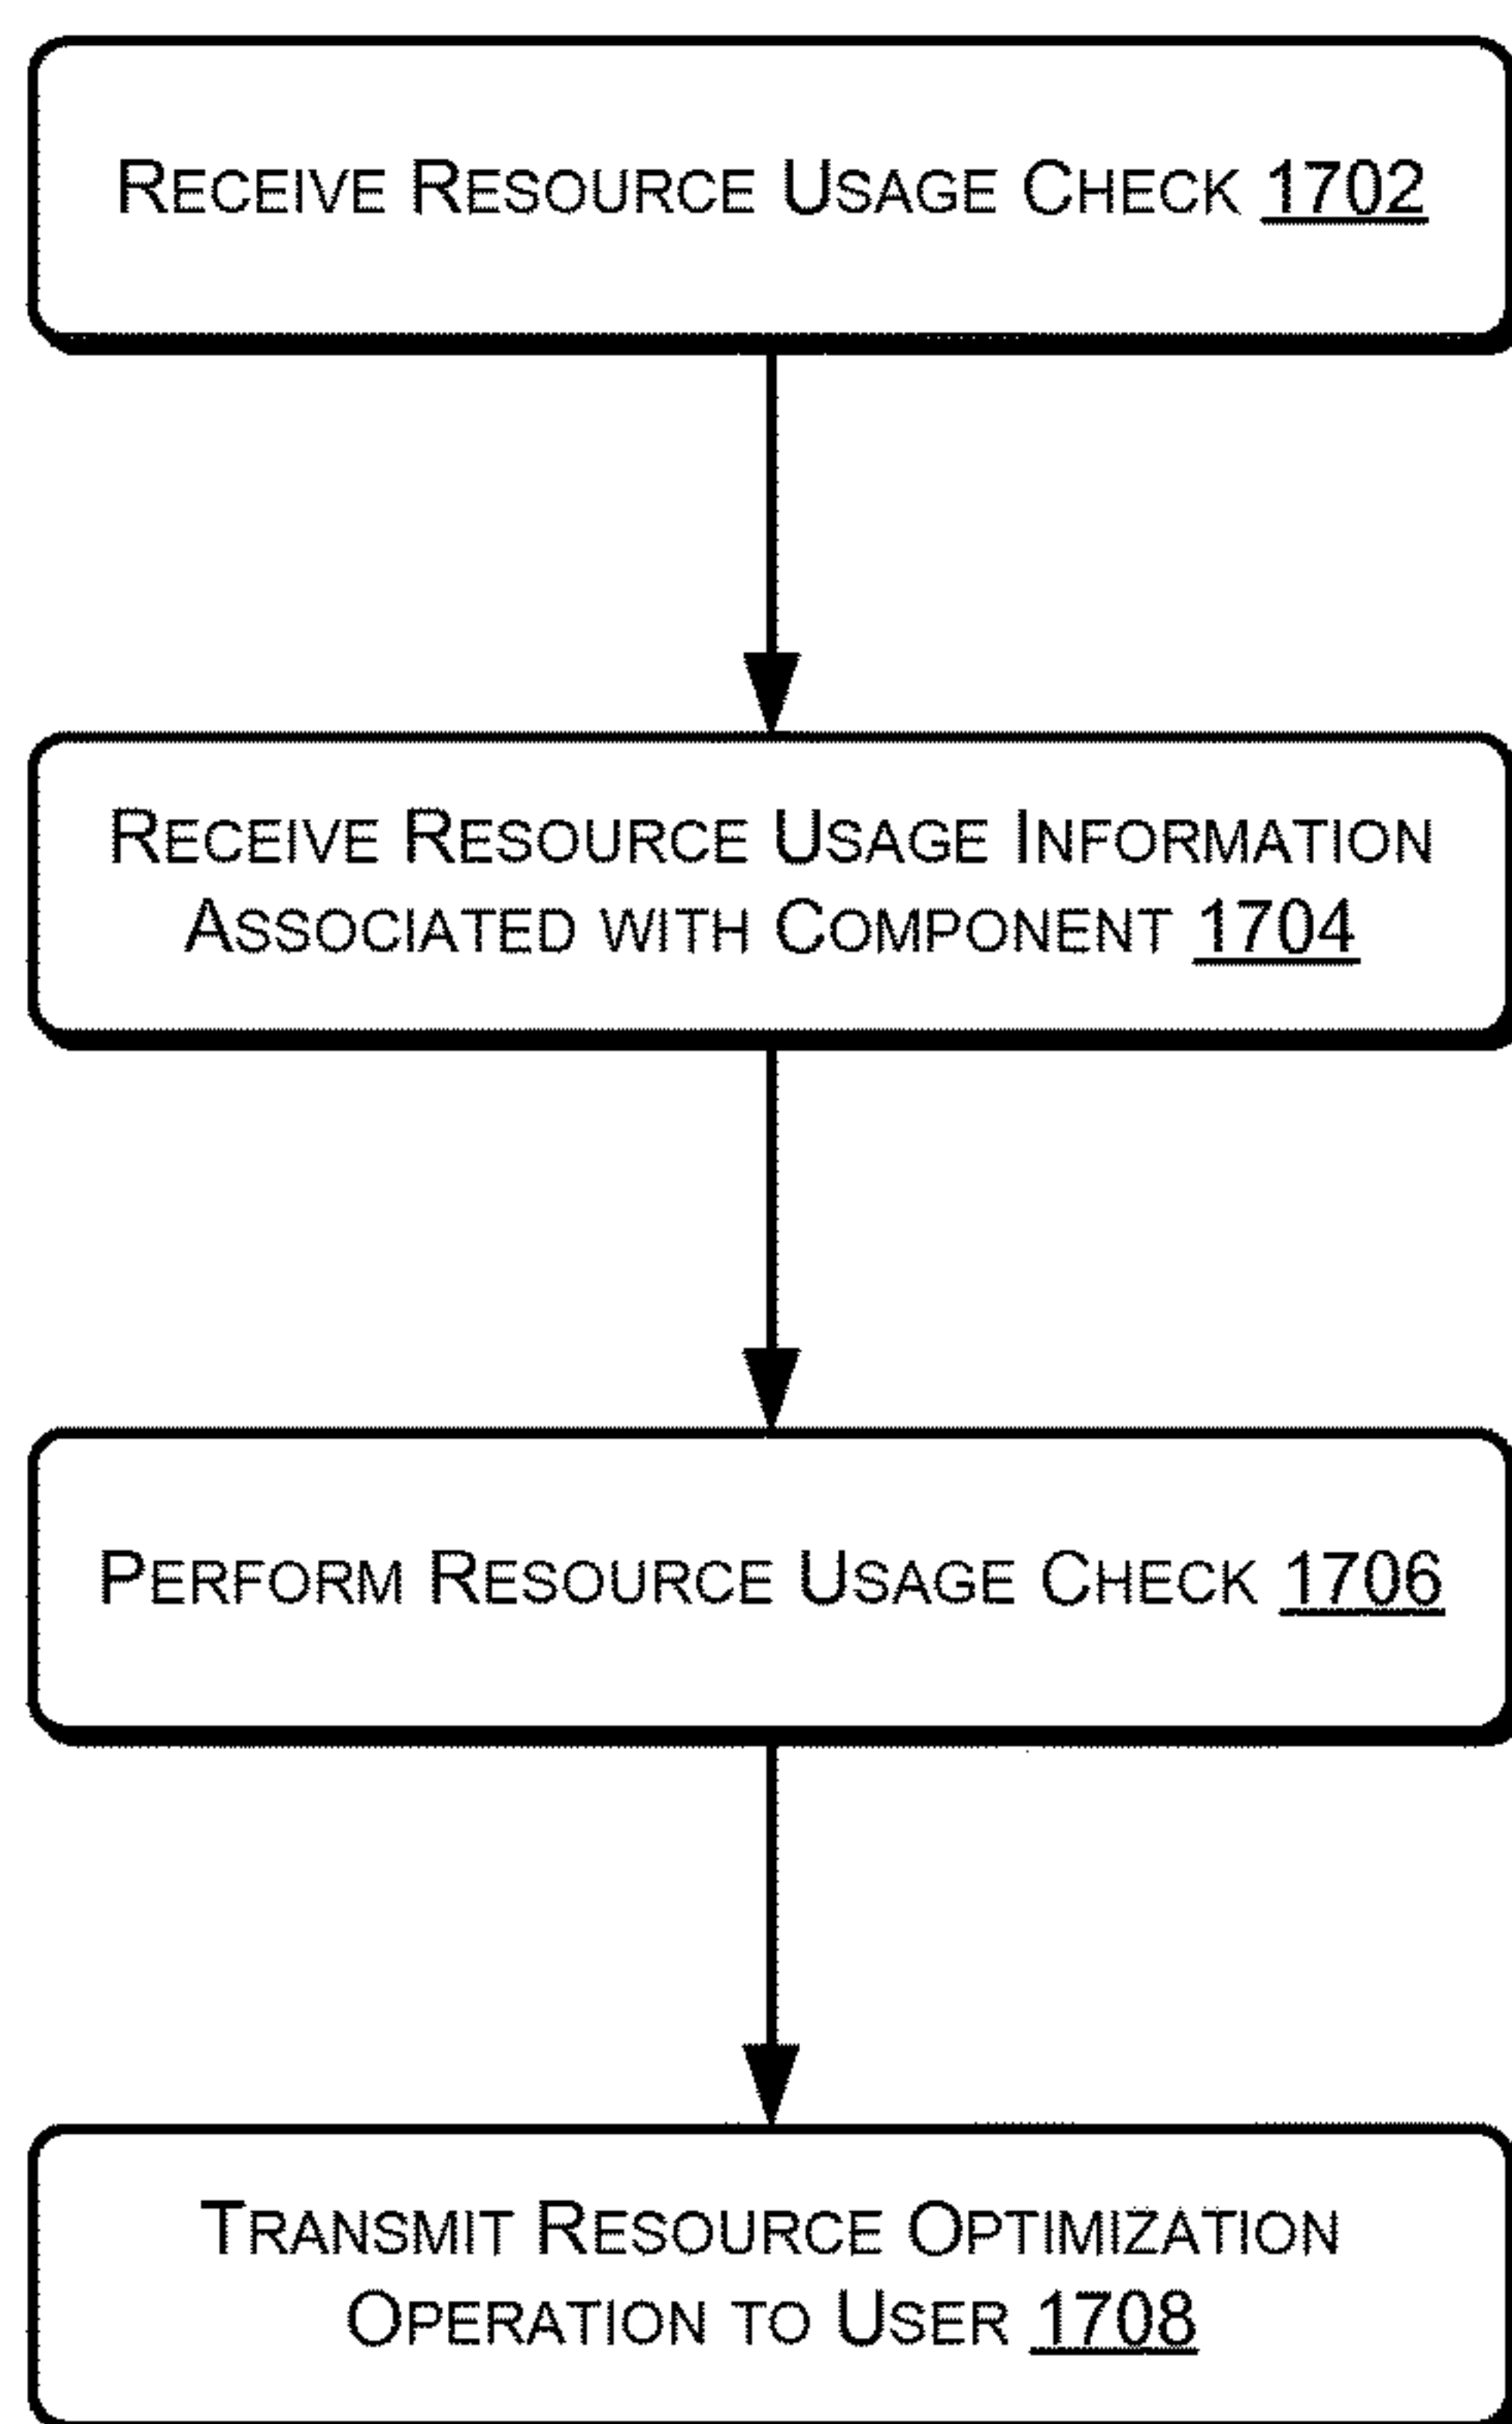 RECEIVE RESOURCE USAGE CHECK 1702
RECEIVE RESOURCE USAGE INFORMATION
ASSOCIATED WITH COMPONENT 1704
PERFORM RESOURCE USAGE CHECK 1706
TRANSMIT RESOURCE OPTIMIZATION
OPERATION TO USER 1708